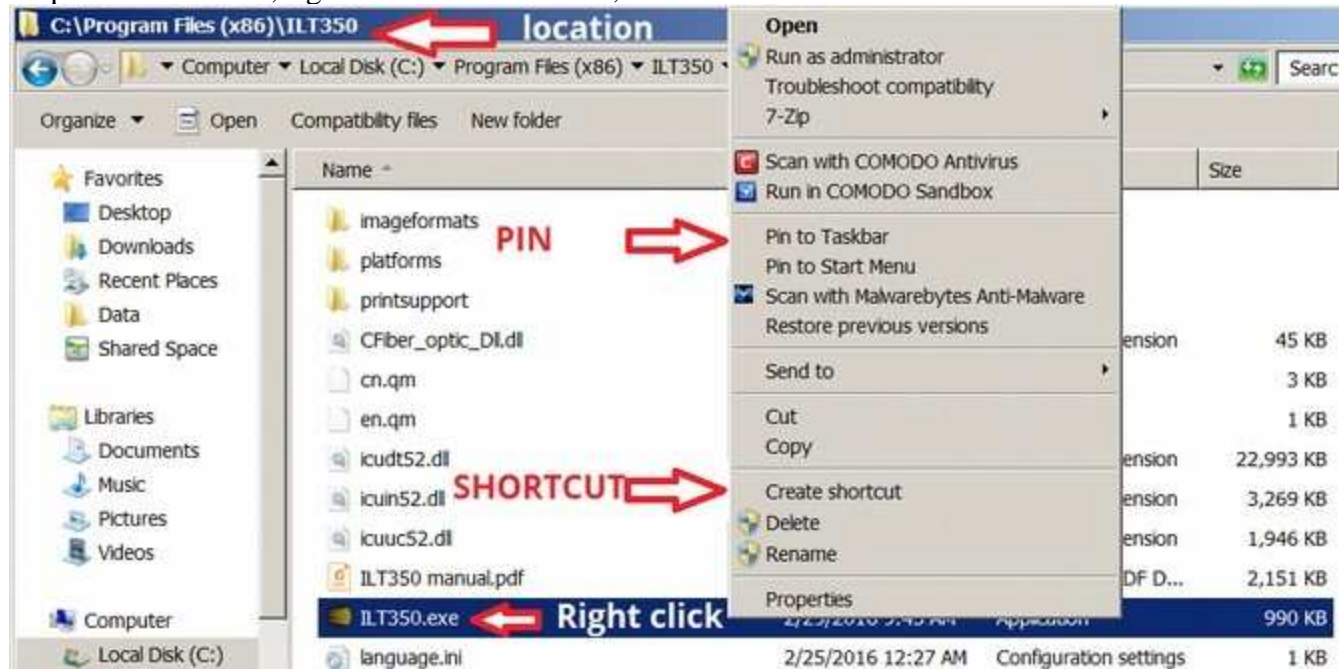 C:\Program Files (x86)\ILT350 location
Computer Local Disk (C:) Program Files (x86) ILT350 Searc
Organize Open Compatibility files New folder
Favorites
Desktop
Downloads
Recent Places
Data
Shared Space
Libraries
Documents
Music
Pictures
Videos
Computer
Local Disk (C:)
Name Size
imageformats
platforms
printsupport
CFiber_optic_Dll.dll ension 45 KB
cn.qm 3 KB
en.qm 1 KB
icudt52.dll ension 22,993 KB
icuin52.dll ension 3,269 KB
icuuc52.dll ension 1,946 KB
ILT350 manual.pdf DF D... 2,151 KB
ILT350.exe Right click 990 KB
language.ini 2/25/2016 12:27 AM Configuration settings 1 KB
PIN
SHORTCUT
Open
Run as administrator
Troubleshoot compatibility
7-Zip
Scan with COMODO Antivirus
Run in COMODO Sandbox
Pin to Taskbar
Pin to Start Menu
Scan with Malwarebytes Anti-Malware
Restore previous versions
Send to
Cut
Copy
Create shortcut
Delete
Rename
Properties